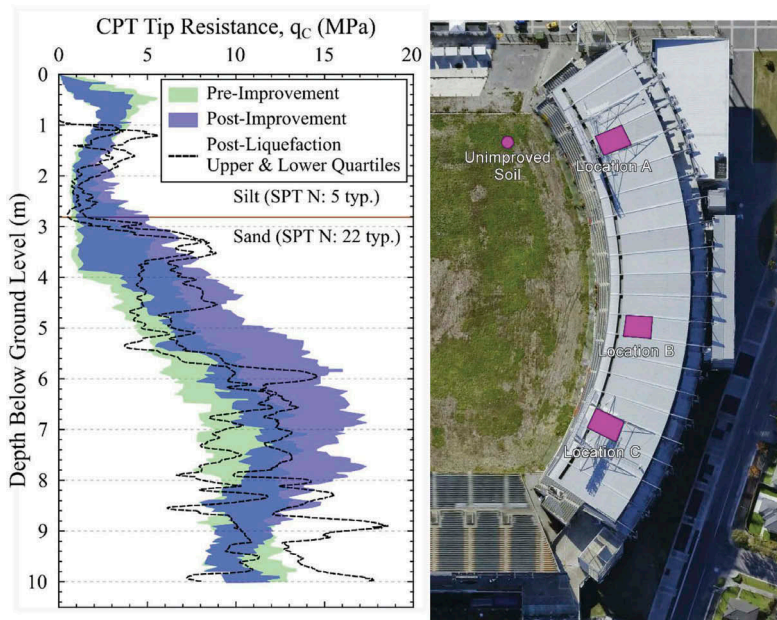 CPT Tip Resistance, qC (MPa)
0 5 10 15 20
Depth Below Ground Level (m)
0
1
2
3
4
5
6
7
8
9
10
Pre-Improvement
Post-Improvement
Post-Liquefaction
Upper & Lower Quartiles
Silt (SPT N: 5 typ.)
Sand (SPT N: 22 typ.)
Unimproved
Soil
Location A
Location B
Location C